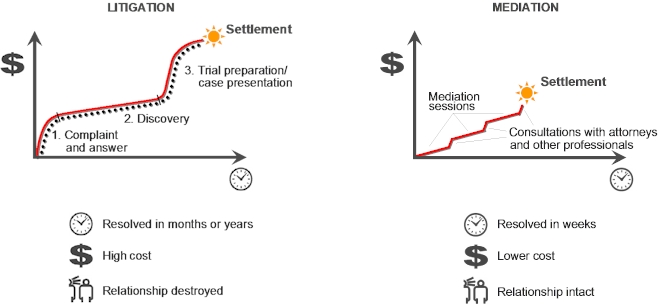 LITIGATION
$
Settlement
3. Trial preparation/
case presentation
2. Discovery
1. Complaint
and answer
Resolved in months or years
$ High cost
Relationship destroyed
MEDIATION
$
Settlement
Mediation
sessions
Consultations with attorneys
and other professionals
Resolved in weeks
$ Lower cost
Relationship intact